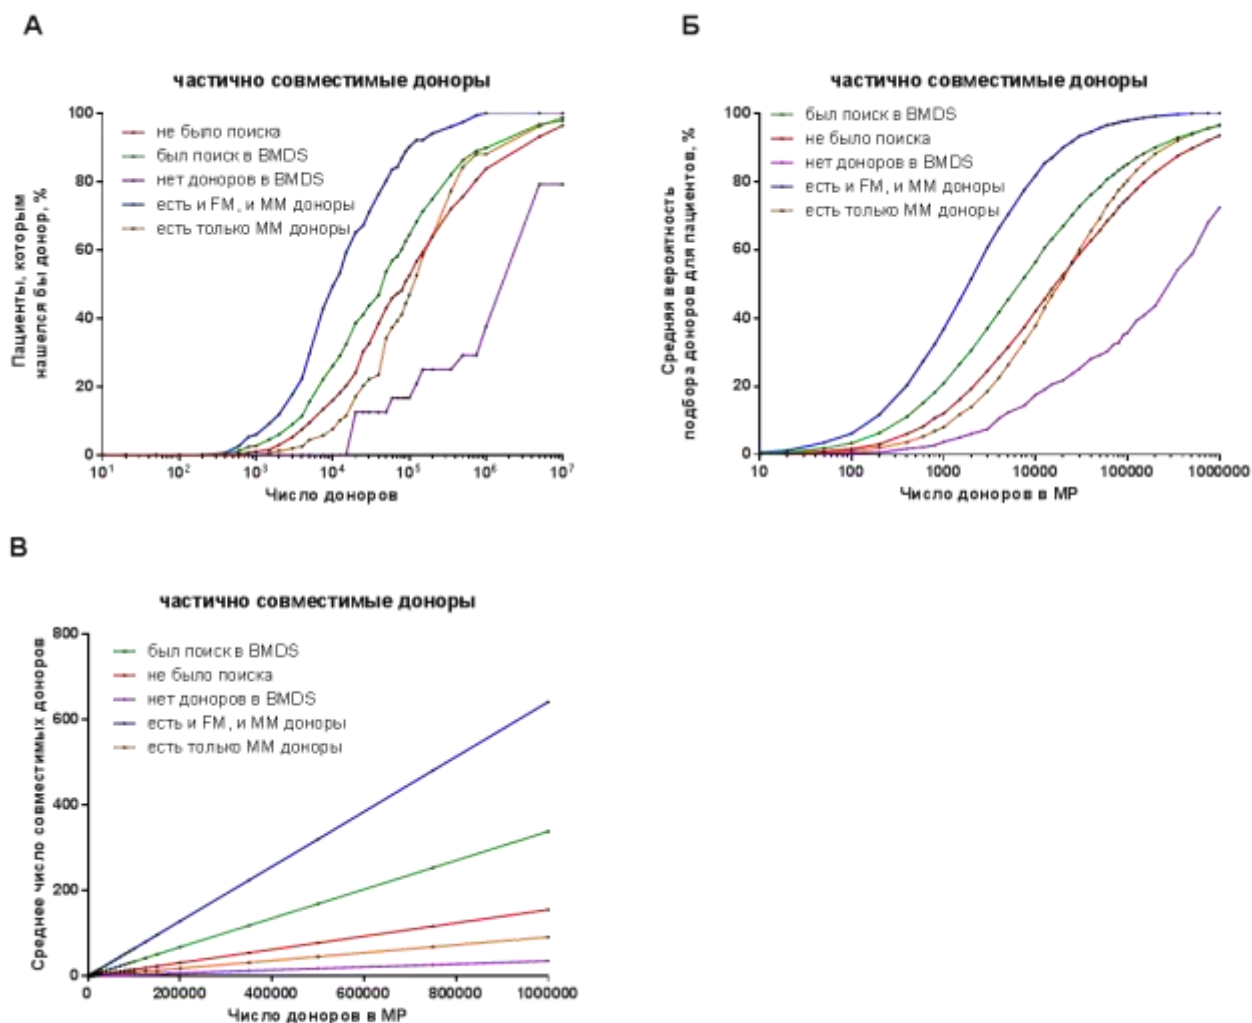 А
частично совместимые доноры
Пациенты, которым
нашелся бы донор, %
100
80
60
40
20
0
не было поиска
был поиск в BMDS
нет доноров в BMDS
есть и FM, и MM доноры
есть только MM доноры
10¹ 10² 10³ 10⁴ 10⁵ 10⁶ 10⁷
Число доноров
Б
частично совместимые доноры
Средняя вероятность
подбора доноров для пациентов, %
100
80
60
40
20
0
был поиск в BMDS
не было поиска
нет доноров в BMDS
есть и FM, и MM доноры
есть только MM доноры
10 100 1000 10000 100000 1000000
Число доноров в МР
В
частично совместимые доноры
Среднее число совместимых доноров
800
600
400
200
0
был поиск в BMDS
не было поиска
нет доноров в BMDS
есть и FM, и MM доноры
есть только MM доноры
0 200000 400000 600000 800000 1000000
Число доноров в МР